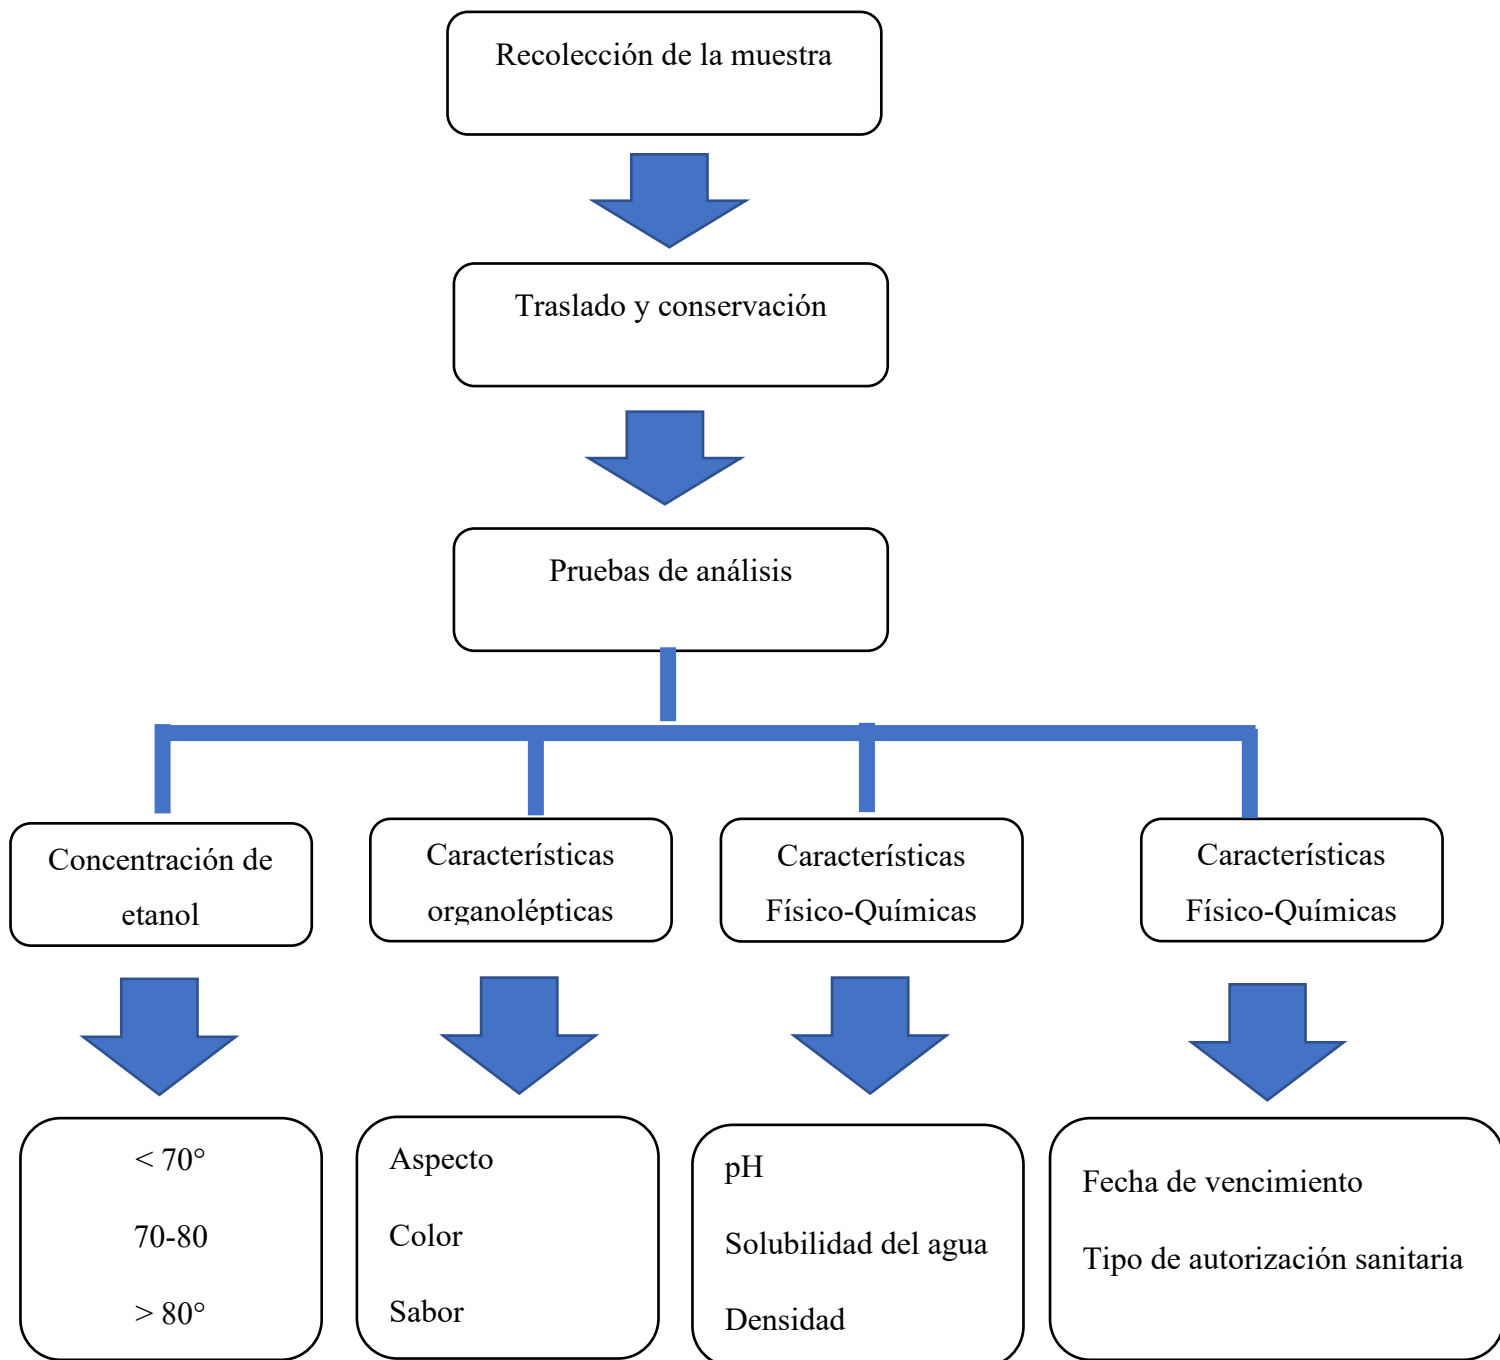 Recolección de la muestra
Traslado y conservación
Pruebas de análisis
Concentración de
etanol
Características
organolépticas
Características
Físico-Químicas
Características
Físico-Químicas
< 70°
70-80
> 80°
Aspecto
Color
Sabor
pH
Solubilidad del agua
Densidad
Fecha de vencimiento
Tipo de autorización sanitaria